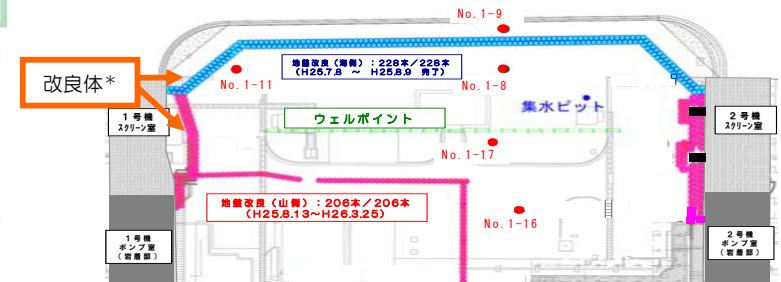 No.1-9
地盤改良(海側):228本/228本
(H25.7.8 ~ H25.8.9 完了)
改良体*
No.1-11
No.1-8
集水ピット
1号機
スクリーン室
ウェルポイント
2号機
スクリーン室
No.1-17
地盤改良(山側):206本/206本
(H25.8.13~H26.3.25)
No.1-16
1号機
ポンプ室
(岩着部)
2号機
ポンプ室
(岩着部)